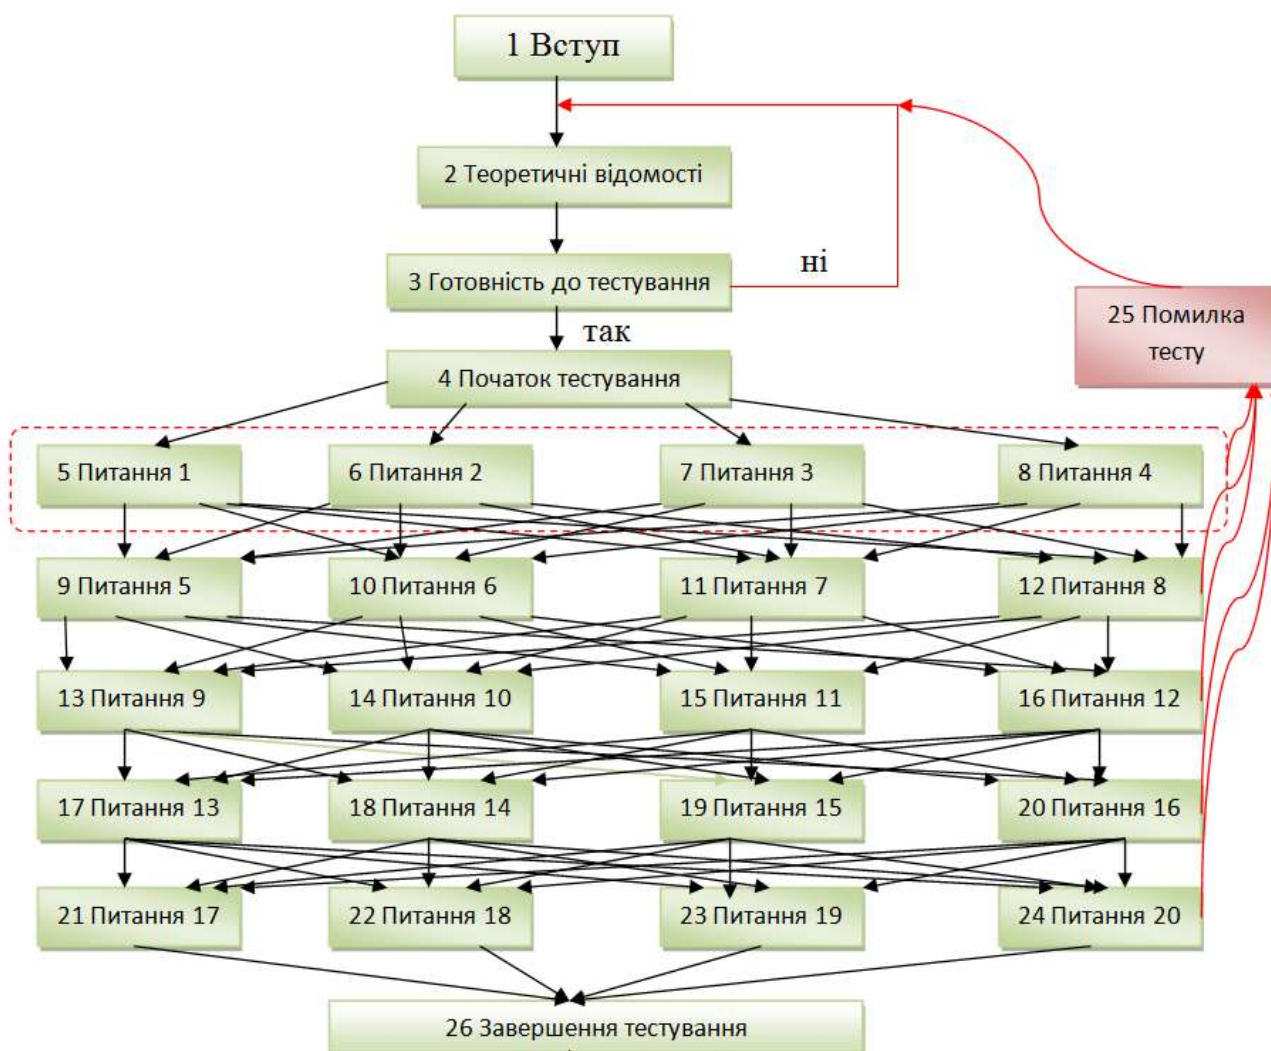 1 Вступ
2 Теоретичні відомості
3 Готовність до тестування
ні
так
25 Помилка
тесту
4 Початок тестування
5 Питання 1
6 Питання 2
7 Питання 3
8 Питання 4
9 Питання 5
10 Питання 6
11 Питання 7
12 Питання 8
13 Питання 9
14 Питання 10
15 Питання 11
16 Питання 12
17 Питання 13
18 Питання 14
19 Питання 15
20 Питання 16
21 Питання 17
22 Питання 18
23 Питання 19
24 Питання 20
26 Завершення тестування